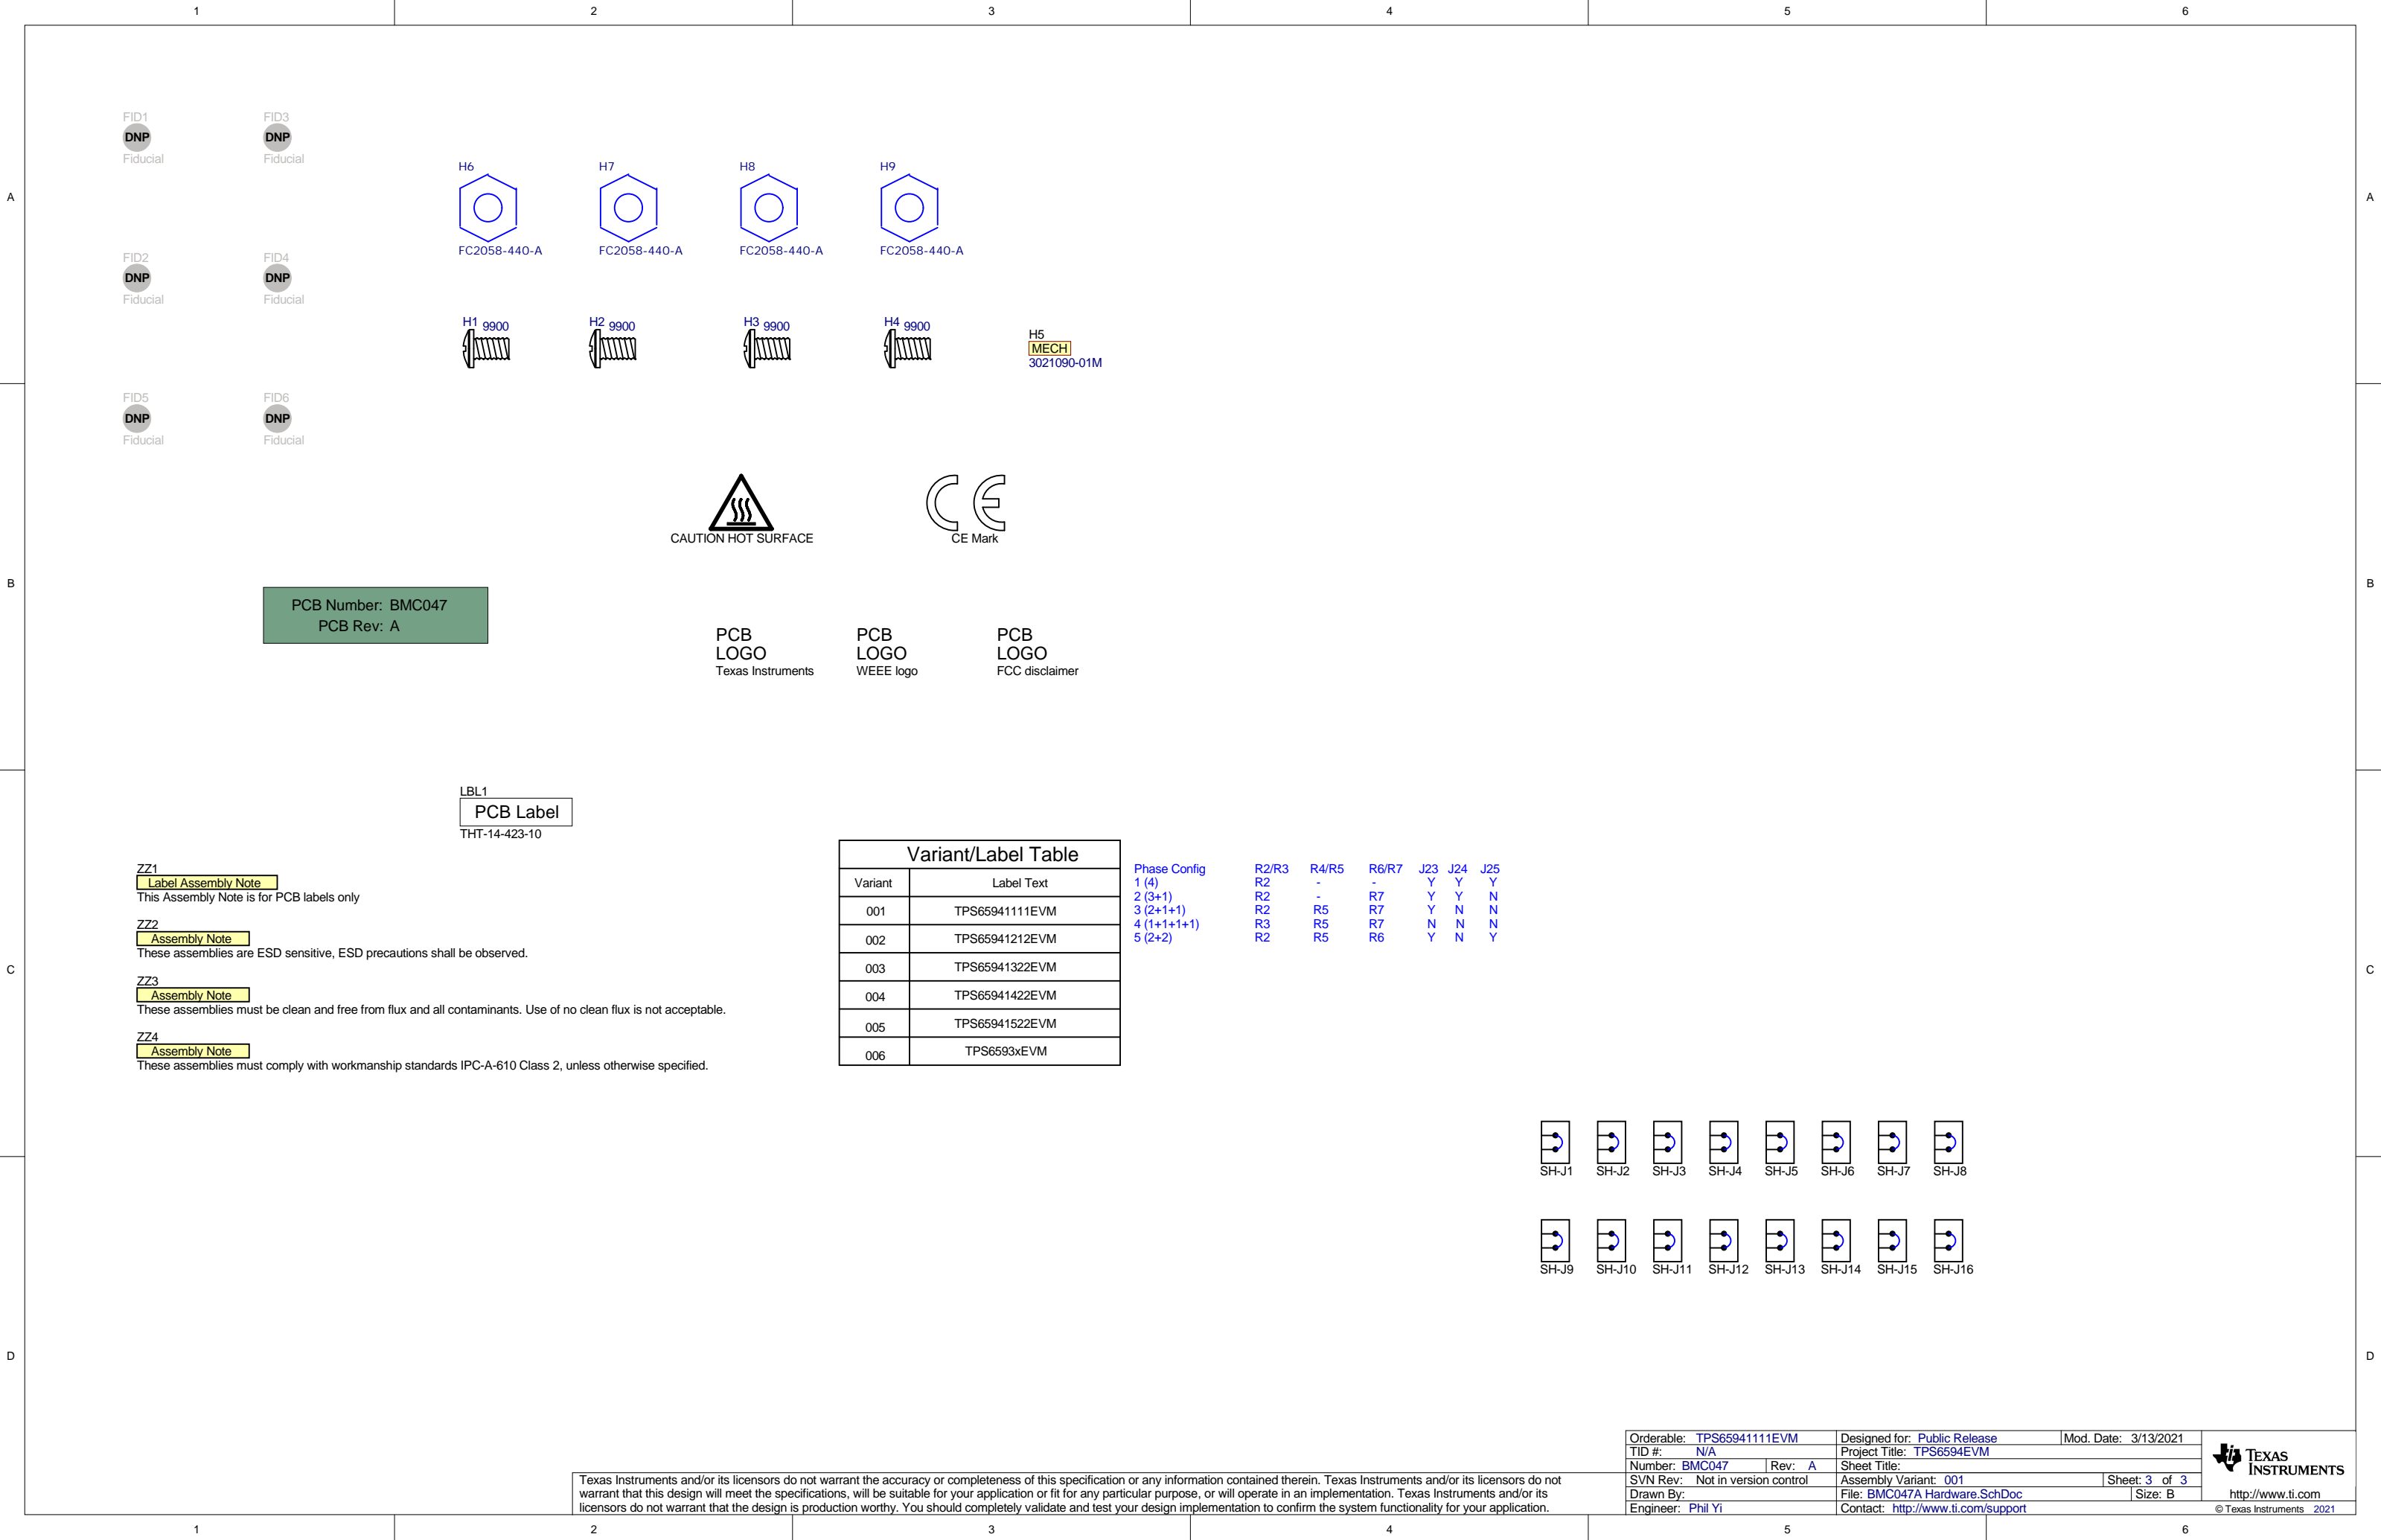 1 2 3 4 5 6
FID1 FID3
DNP DNP
Fiducial Fiducial
H6 H7 H8 H9
A A
FC2058-440-A FC2058-440-A FC2058-440-A FC2058-440-A
FID2 FID4
DNP DNP
Fiducial Fiducial
H1 9900 H2 9900 H3 9900 H4 9900
H5
MECH
3021090-01M
FID5 FID6
DNP DNP
Fiducial Fiducial
CAUTION HOT SURFACE CE Mark
B B
PCB Number: BMC047
PCB Rev: A
PCB PCB PCB
LOGO LOGO LOGO
Texas Instruments WEEE logo FCC disclaimer
LBL1
PCB Label
THT-14-423-10
ZZ1
Label Assembly Note
This Assembly Note is for PCB labels only
ZZ2
Assembly Note
These assemblies are ESD sensitive, ESD precautions shall be observed.
ZZ3
Assembly Note
These assemblies must be clean and free from flux and all contaminants. Use of no clean flux is not acceptable.
ZZ4
Assembly Note
These assemblies must comply with workmanship standards IPC-A-610 Class 2, unless otherwise specified.
Variant/Label Table
Variant Label Text
001 TPS65941111EVM
002 TPS65941212EVM
003 TPS65941322EVM
004 TPS65941422EVM
005 TPS65941522EVM
006 TPS6593xEVM
Phase Config R2/R3 R4/R5 R6/R7 J23 J24 J25
1 (4) R2 - - Y Y Y
2 (3+1) R2 - R7 Y Y N
3 (2+1+1) R2 R5 R7 Y N N
4 (1+1+1+1) R3 R5 R7 N N N
5 (2+2) R2 R5 R6 Y N Y
C C
SH-J1 SH-J2 SH-J3 SH-J4 SH-J5 SH-J6 SH-J7 SH-J8
SH-J9 SH-J10 SH-J11 SH-J12 SH-J13 SH-J14 SH-J15 SH-J16
D D
Texas Instruments and/or its licensors do not warrant the accuracy or completeness of this specification or any information contained therein. Texas Instruments and/or its licensors do not
warrant that this design will meet the specifications, will be suitable for your application or fit for any particular purpose, or will operate in an implementation. Texas Instruments and/or its
licensors do not warrant that the design is production worthy. You should completely validate and test your design implementation to confirm the system functionality for your application.
Orderable: TPS65941111EVM Designed for: Public Release Mod. Date: 3/13/2021
TID #: N/A Project Title: TPS6594EVM
Number: BMC047 Rev: A Sheet Title:
SVN Rev: Not in version control Assembly Variant: 001 Sheet: 3 of 3
Drawn By: File: BMC047A Hardware.SchDoc Size: B
Engineer: Phil Yi Contact: http://www.ti.com/support
TEXAS
INSTRUMENTS
http://www.ti.com
© Texas Instruments 2021
1 2 3 4 5 6